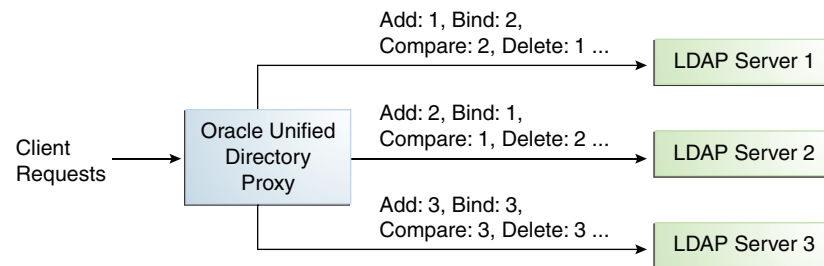 Add: 1, Bind: 2,
Compare: 2, Delete: 1 ...
LDAP Server 1
Client
Requests
Oracle Unified
Directory
Proxy
Add: 2, Bind: 1,
Compare: 1, Delete: 2 ...
LDAP Server 2
Add: 3, Bind: 3,
Compare: 3, Delete: 3 ...
LDAP Server 3